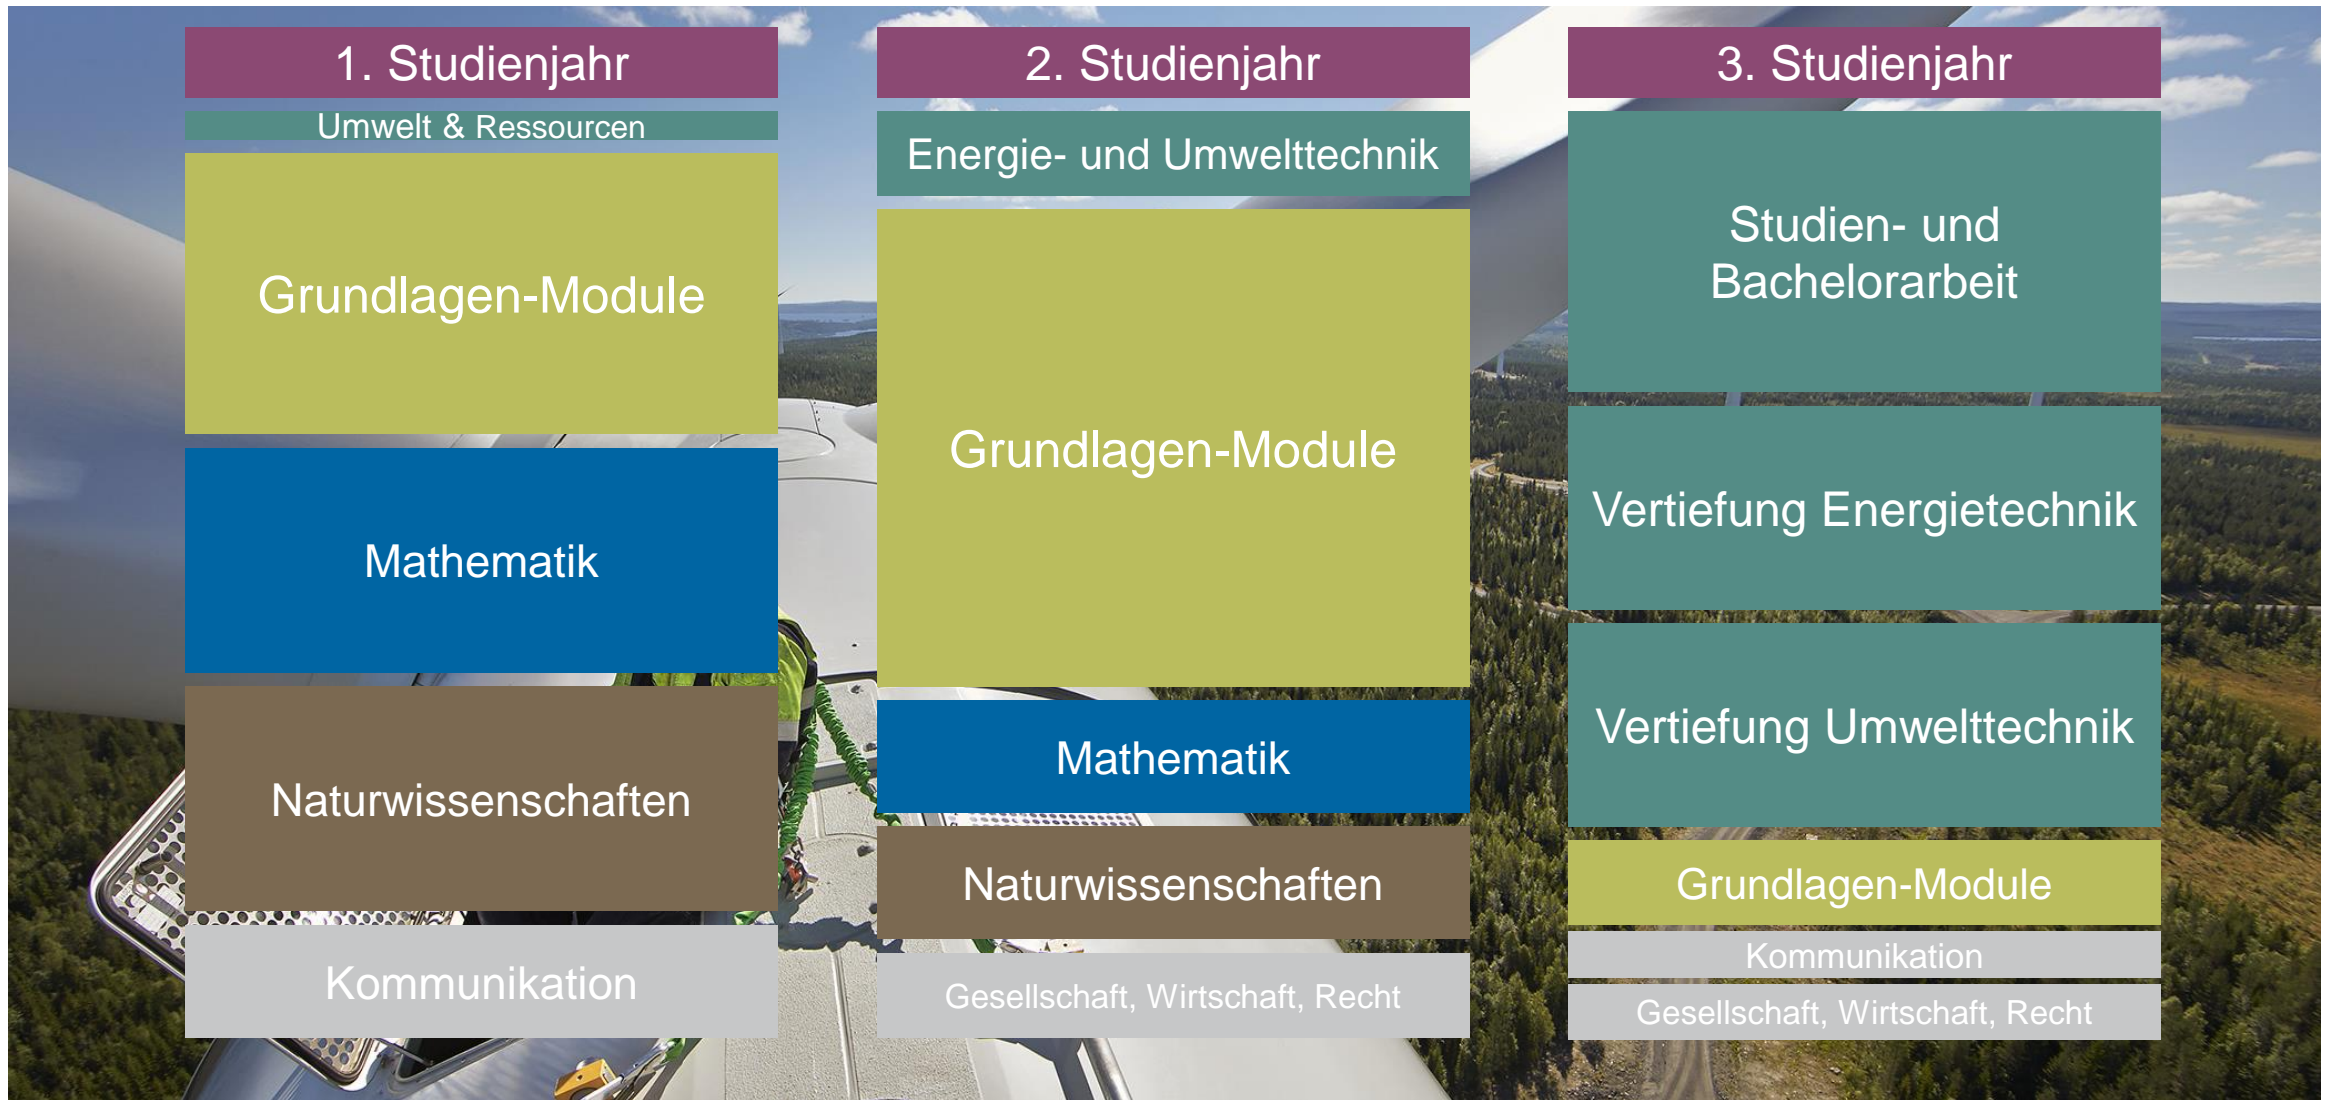 1. Studienjahr
Umwelt & Ressourcen
Grundlagen-Module
Mathematik
Naturwissenschaften
Kommunikation
2. Studienjahr
Energie- und Umwelttechnik
Grundlagen-Module
Mathematik
Naturwissenschaften
Gesellschaft, Wirtschaft, Recht
3. Studienjahr
Studien- und
Bachelorarbeit
Vertiefung Energietechnik
Vertiefung Umwelttechnik
Grundlagen-Module
Kommunikation
Gesellschaft, Wirtschaft, Recht